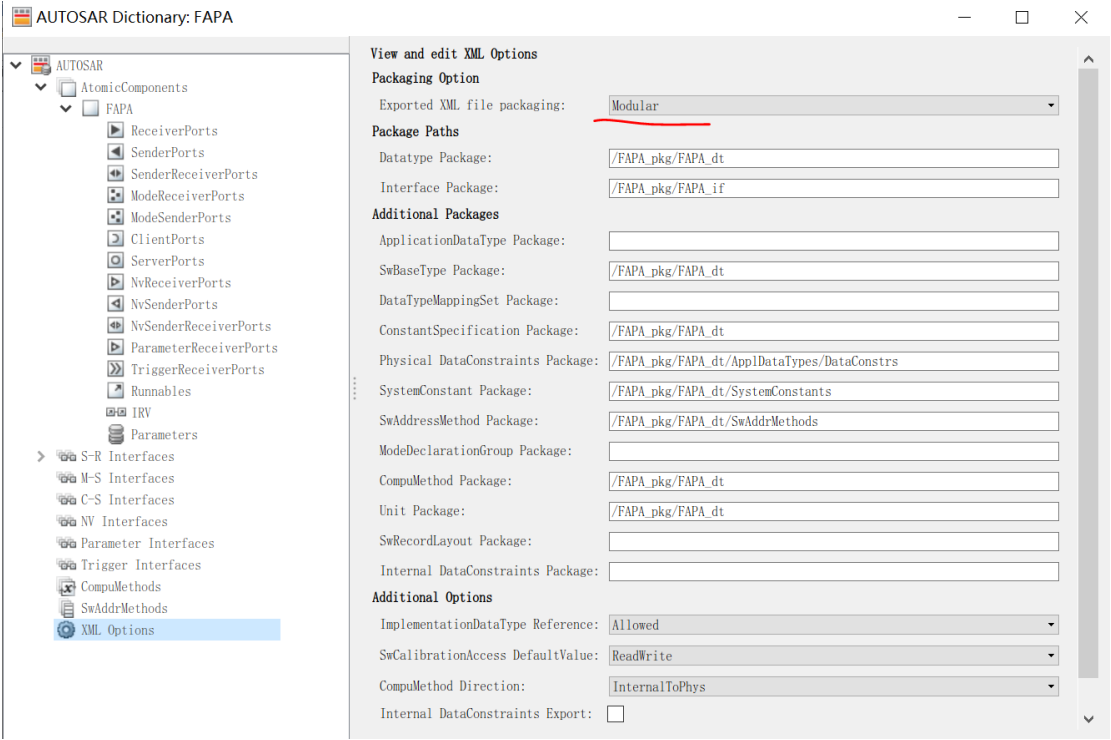 AUTOSAR Dictionary: FAPA
AUTOSAR
AtomicComponents
FAPA
ReceiverPorts
SenderPorts
SenderReceiverPorts
ModeReceiverPorts
ModeSenderPorts
ClientPorts
ServerPorts
NvReceiverPorts
NvSenderPorts
NvSenderReceiverPorts
ParameterReceiverPorts
TriggerReceiverPorts
Runnables
IRV
Parameters
S-R Interfaces
M-S Interfaces
C-S Interfaces
NV Interfaces
Parameter Interfaces
Trigger Interfaces
CompuMethods
SwAddrMethods
XML Options
View and edit XML Options
Packaging Option
Exported XML file packaging: Modular
Package Paths
Datatype Package: /FAPA_pkg/FAPA_dt
Interface Package: /FAPA_pkg/FAPA_if
Additional Packages
ApplicationDataType Package:
SwBaseType Package: /FAPA_pkg/FAPA_dt
DataTypeMappingSet Package:
ConstantSpecification Package: /FAPA_pkg/FAPA_dt
Physical DataConstraints Package: /FAPA_pkg/FAPA_dt/ApplDataTypes/DataConstrs
SystemConstant Package: /FAPA_pkg/FAPA_dt/SystemConstants
SwAddressMethod Package: /FAPA_pkg/FAPA_dt/SwAddrMethods
ModeDeclarationGroup Package:
CompuMethod Package: /FAPA_pkg/FAPA_dt
Unit Package: /FAPA_pkg/FAPA_dt
SwRecordLayout Package:
Internal DataConstraints Package:
Additional Options
ImplementationDataType Reference: Allowed
SwCalibrationAccess DefaultValue: ReadWrite
CompuMethod Direction: InternalToPhys
Internal DataConstraints Export: